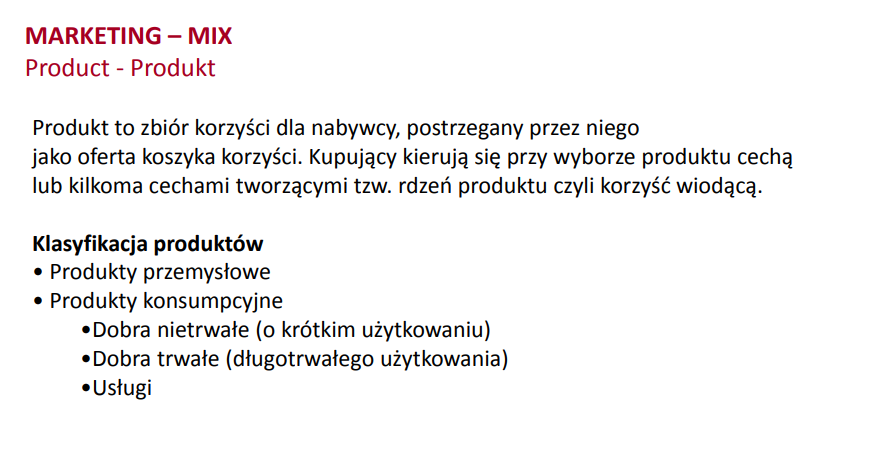 MARKETING – MIX
Product - Produkt
Produkt to zbiór korzyści dla nabywcy, postrzegany przez niego
jako oferta koszyka korzyści. Kupujący kierują się przy wyborze produktu cechą
lub kilkoma cechami tworzącymi tzw. rdzeń produktu czyli korzyść wiodącą.
Klasyfikacja produktów
• Produkty przemysłowe
• Produkty konsumpcyjne
•Dobra nietrwałe (o krótkim użytkowaniu)
•Dobra trwałe (długotrwałego użytkowania)
•Usługi